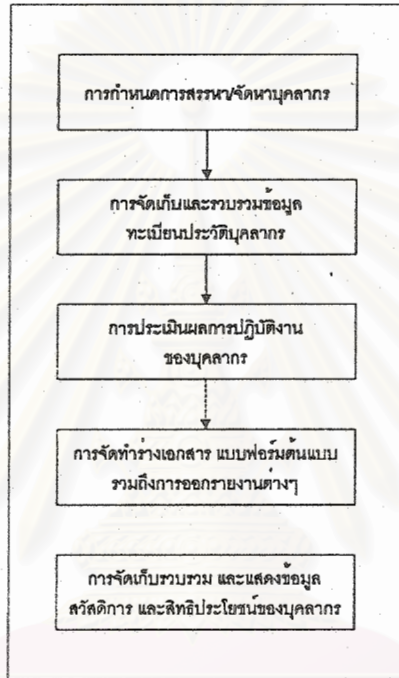 การกำหนดการสรรหา/จัดหาบุคลากร
การจัดเก็บและรวบรวมข้อมูล
ทะเบียนประวัติบุคลากร
การประเมินผลการปฏิบัติงาน
ของบุคลากร
การจัดทำร่างเอกสาร แบบฟอร์มต้นแบบ
รวมถึงการออกรายงานต่างๆ
การจัดเก็บรวบรวม และแสดงข้อมูล
สวัสดิการ และสิทธิประโยชน์ของบุคลากร